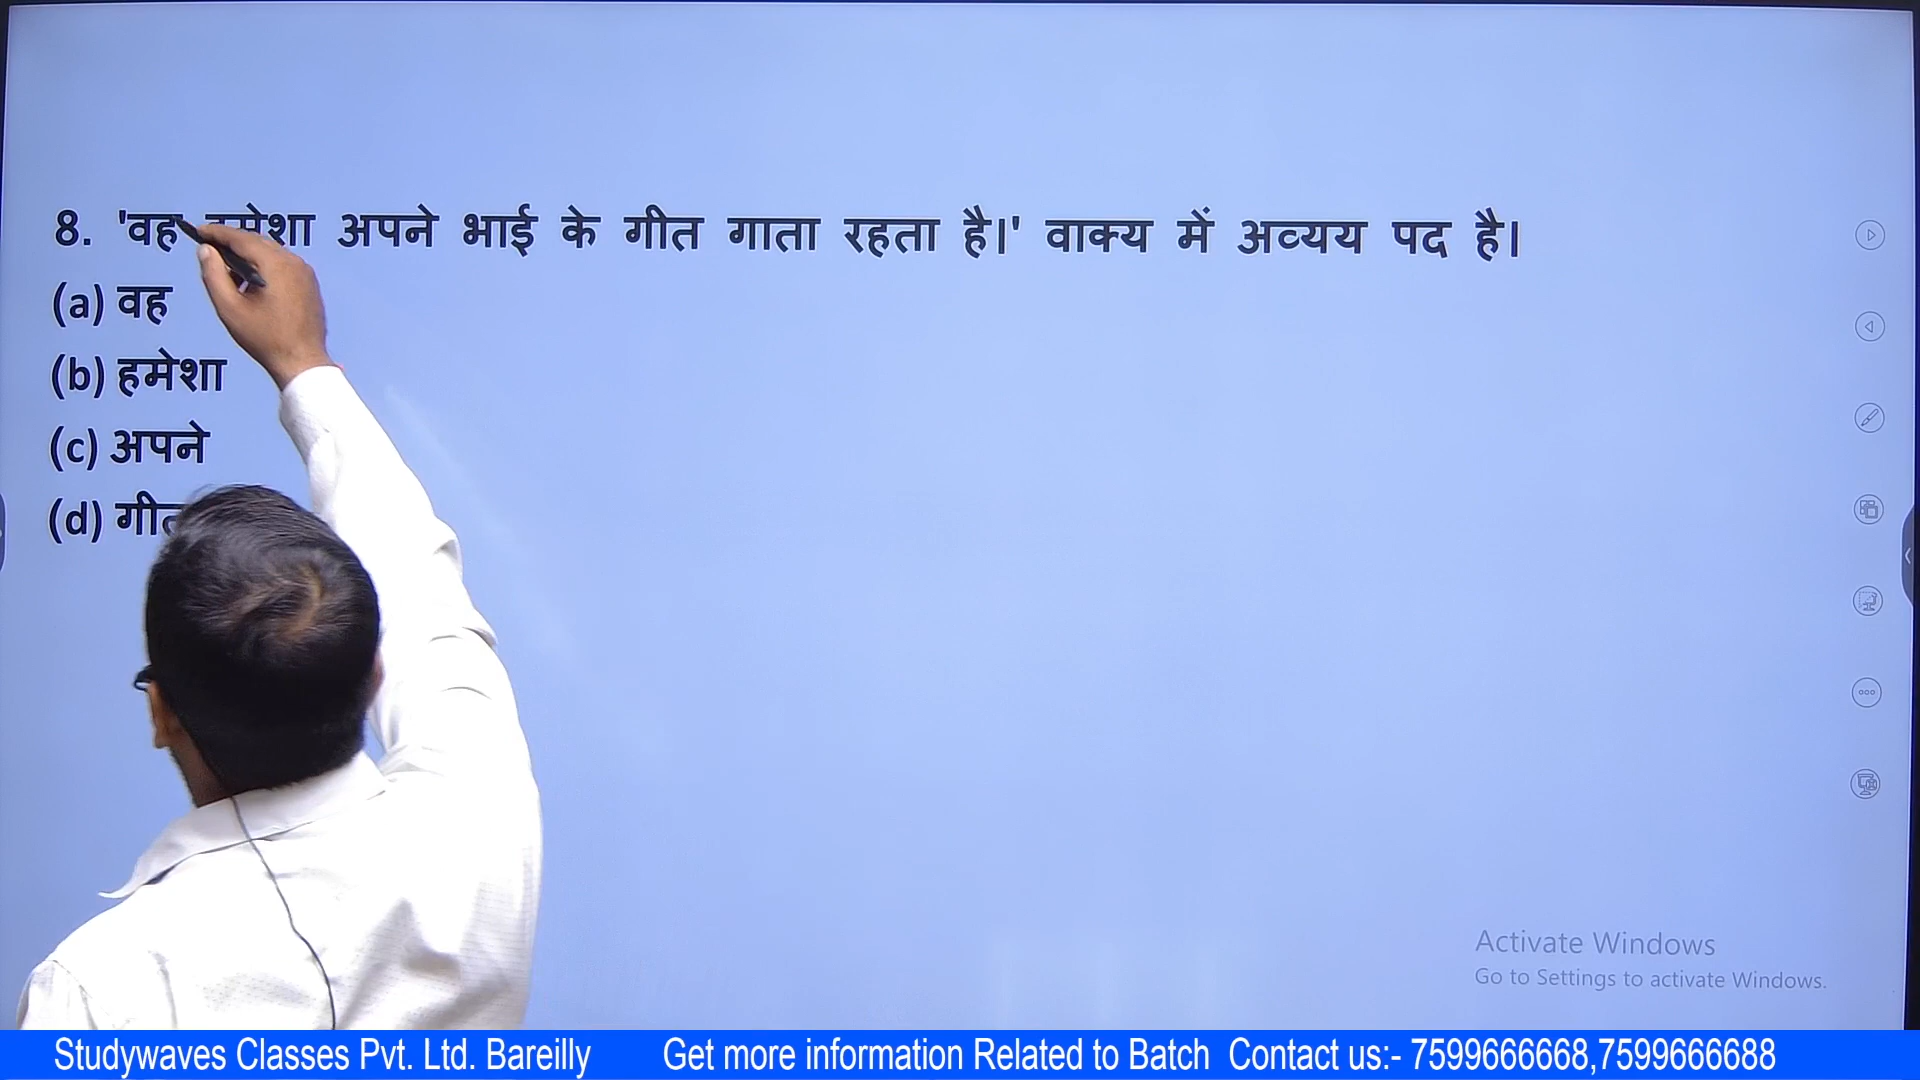 8. 'वह हमेशा अपने भाई के गीत गाता रहता है।' वाक्य में अव्यय पद है।
(a) वह
(b) हमेशा
(c) अपने
(d) गीत
Activate Windows
Go to Settings to activate Windows.
Studywaves Classes Pvt. Ltd. Bareilly Get more information Related to Batch Contact us:- 7599666668,7599666688